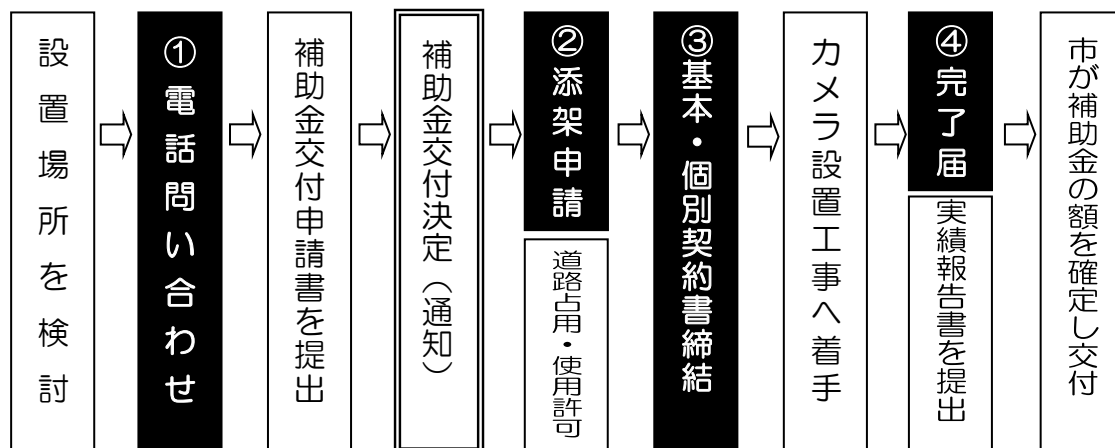 設置場所を検討
①電話問い合わせ
補助金交付申請書を提出
補助金交付決定（通知）
②添架申請
道路占用・使用許可
③基本・個別契約書締結
カメラ設置工事へ着手
④完了届
実績報告書を提出
市が補助金の額を確定し交付